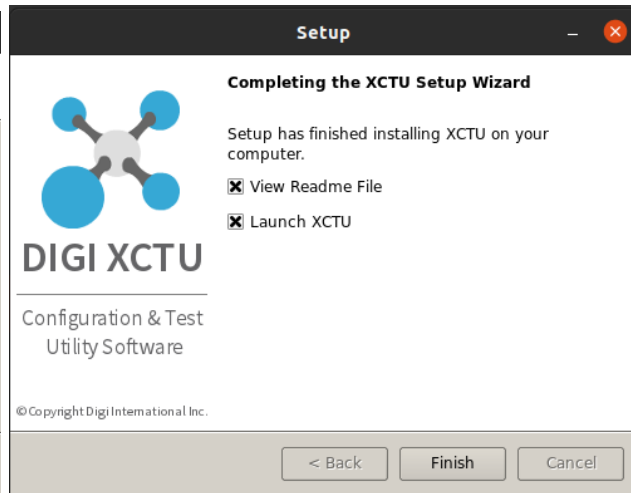 Setup
Completing the XCTU Setup Wizard
Setup has finished installing XCTU on your
computer.
View Readme File
Launch XCTU
DIGI XCTU
Configuration & Test
Utility Software
© Copyright Digi International Inc.
< Back
Finish
Cancel